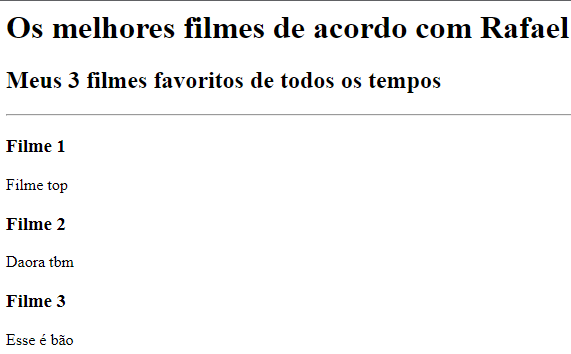 Os melhores filmes de acordo com Rafael
Meus 3 filmes favoritos de todos os tempos
Filme 1
Filme top
Filme 2
Daora tbm
Filme 3
Esse é bão